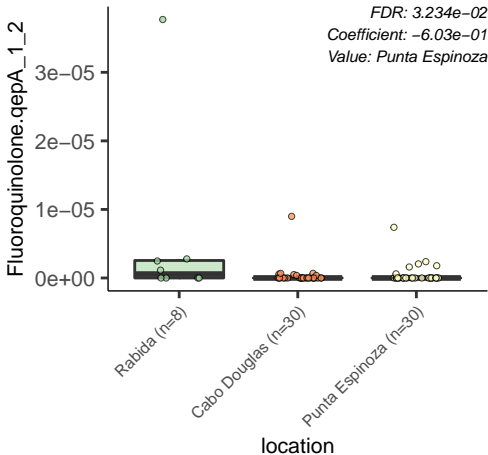 FDR: 3.234e−02
Coefficient: −6.03e−01
Value: Punta Espinoza
Fluoroquinolone.qepA_1_2
3e−05
2e−05
1e−05
0e+00
Rabida (n=8)
Cabo Douglas (n=30)
Punta Espinoza (n=30)
location